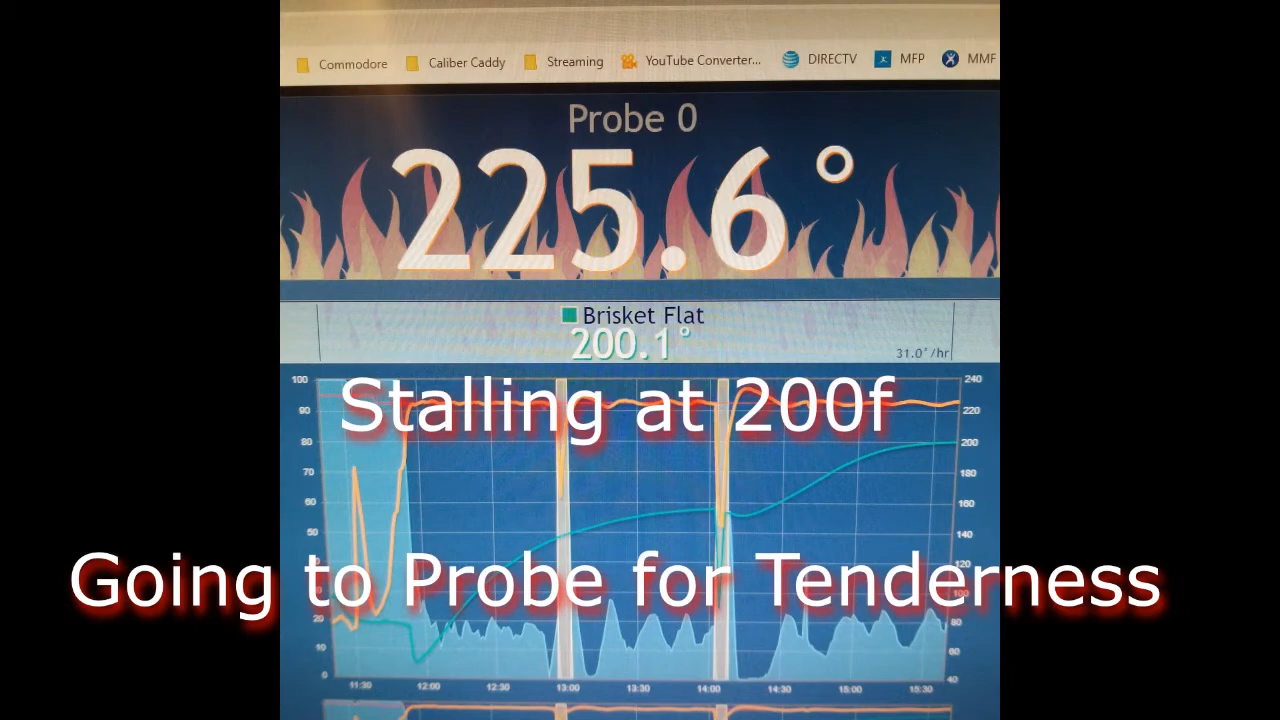 Commodore Caliber Caddy Streaming YouTube Converter... DIRECTV MFP MMF
Probe 0
225.6°
Brisket Flat
200.1°
31.0°/hr
Stalling at 200f
Going to Probe for Tenderness
100 240
90 220
80 200
70 180
60 160
50 140
120
100
20 80
10 60
0 40
11:30 12:00 12:30 13:00 13:30 14:00 14:30 15:00 15:30